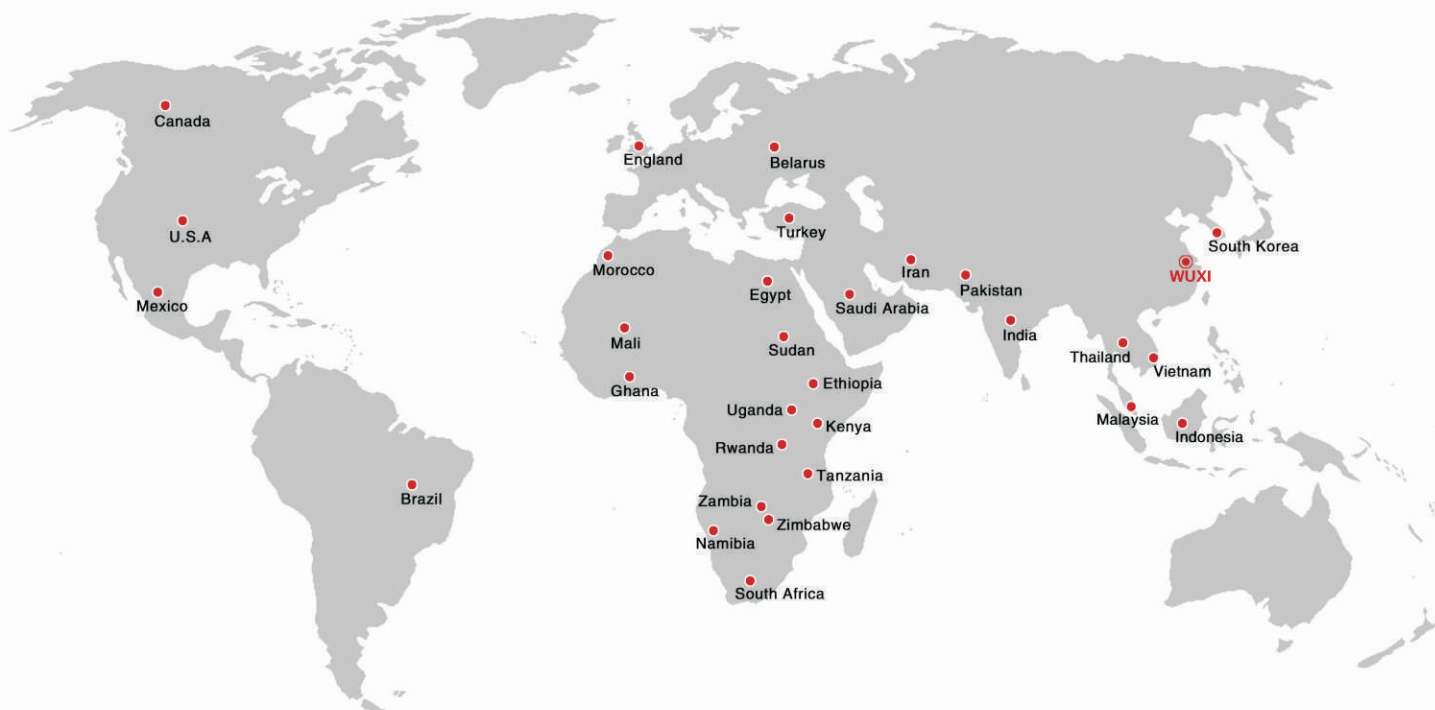 Canada
England
Belarus
U.S.A
Turkey
South Korea
Morocco
Iran
WUXI
Mexico
Egypt
Pakistan
Saudi Arabia
India
Mali
Sudan
Thailand
Vietnam
Ghana
Ethiopia
Uganda
Kenya
Malaysia
Indonesia
Rwanda
Tanzania
Brazil
Zambia
Zimbabwe
Namibia
South Africa